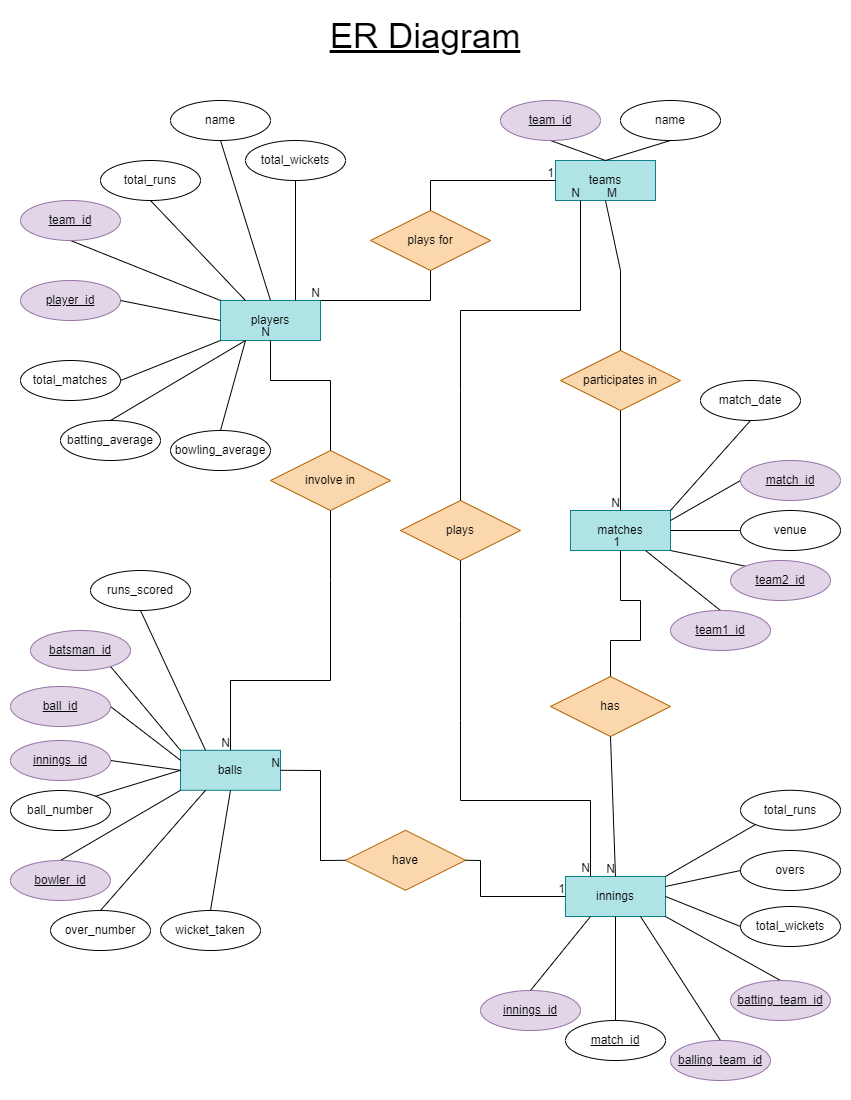 ER Diagram
team_id
name
name
total_wickets
total_runs
1
teams
N
M
team_id
plays for
player_id
N
players
N
total_matches
participates in
match_date
batting_average
bowling_average
involve in
match_id
N
matches
1
plays
venue
team2_id
runs_scored
team1_id
batsman_id
ball_id
has
N
innings_id
balls
N
ball_number
total_runs
have
N
N
overs
bowler_id
1
innings
over_number
wicket_taken
total_wickets
batting_team_id
innings_id
match_id
balling_team_id